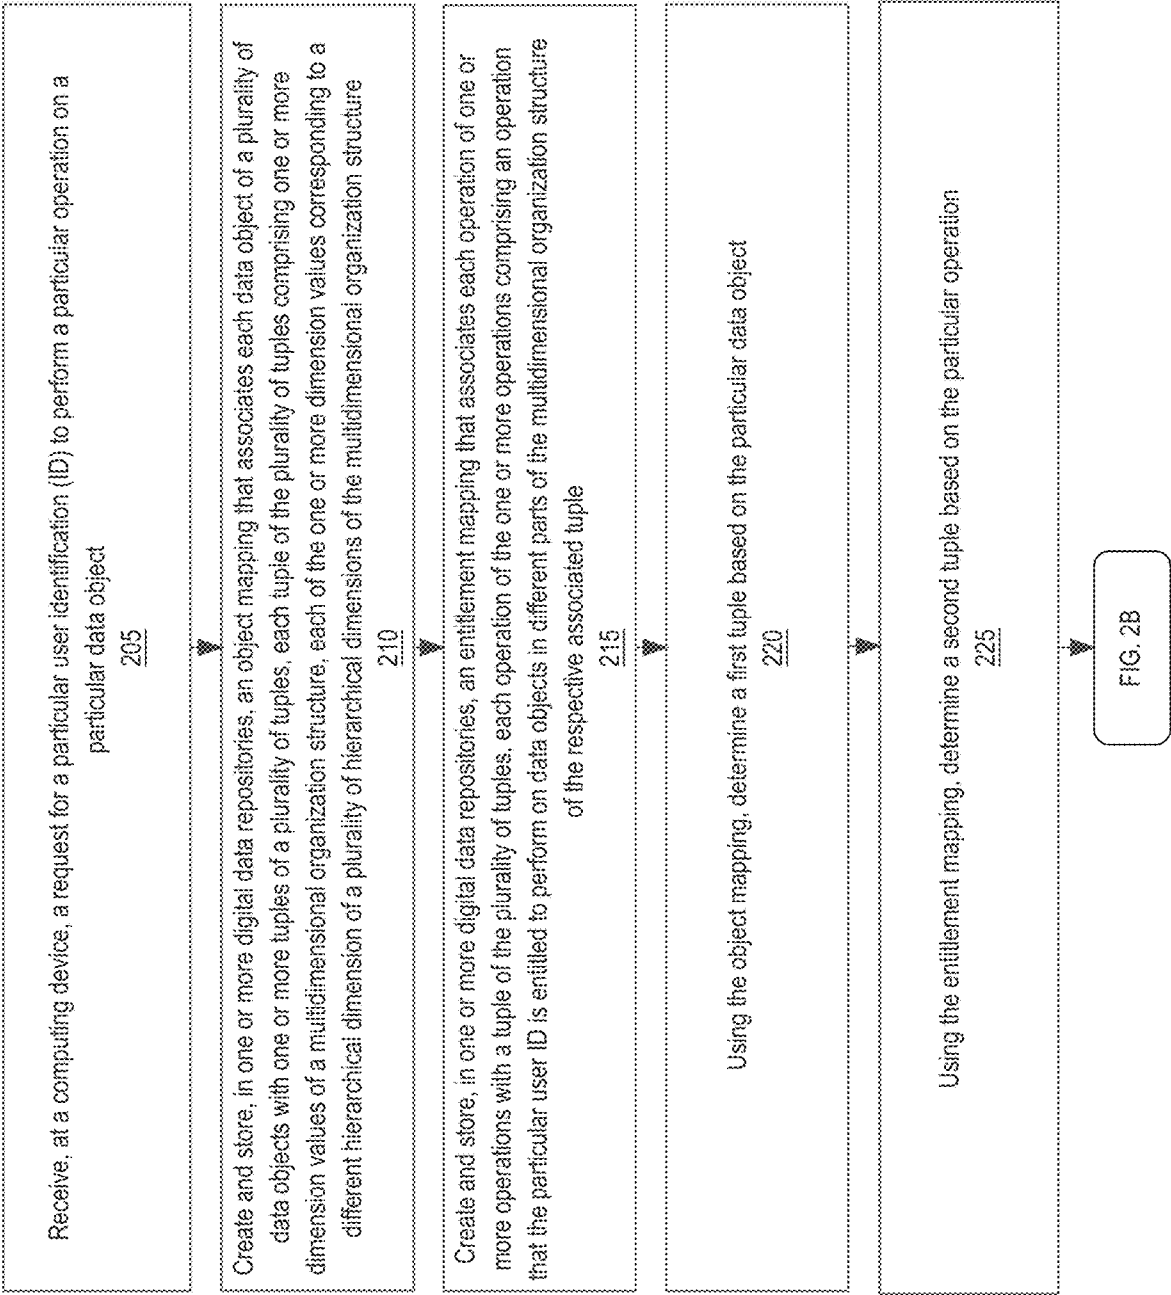 Receive, at a computing device, a request for a particular user identification (ID) to perform a particular operation on a
particular data object
205
Create and store, in one or more digital data repositories, an object mapping that associates each data object of a plurality of
data objects with one or more tuples of a plurality of tuples, each tuple of the plurality of tuples comprising one or more
dimension values of a multidimensional organization structure, each of the one or more dimension values corresponding to a
different hierarchical dimension of a plurality of hierarchical dimensions of the multidimensional organization structure
210
Create and store, in one or more digital data repositories, an entitlement mapping that associates each operation of one or
more operations with a tuple of the plurality of tuples, each operation of the one or more operations comprising an operation
that the particular user ID is entitled to perform on data objects in different parts of the multidimensional organization structure
of the respective associated tuple
215
Using the object mapping, determine a first tuple based on the particular data object
220
Using the entitlement mapping, determine a second tuple based on the particular operation
225
FIG. 2B